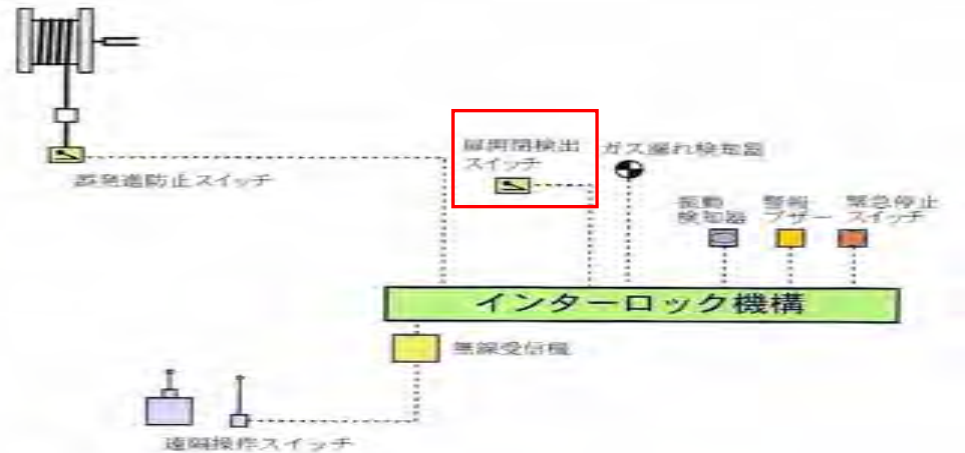 扉開閉検出
スイッチ
ガス漏れ検知器
誤発進防止スイッチ
振動
検知器
警報
ブザー
緊急停止
スイッチ
インターロック機構
無線受信機
遠隔操作スイッチ